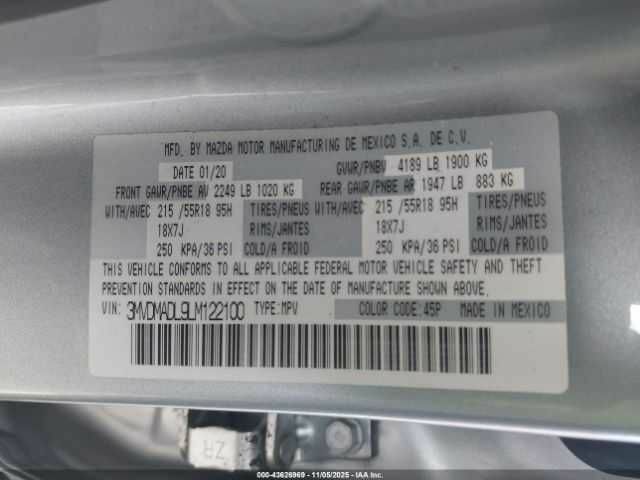 MFD. BY MAZDA MOTOR MANUFACTURING DE MEXICO S.A. DE C.V.
DATE 01/20 GVWR/PNBV 4189 LB 1900 KG
FRONT GAWR/PNBE AV 2249 LB 1020 KG REAR GAWR/PNBE AR 1947 LB 883 KG
WITH/AVEC 215 /55R18 95H TIRES/PNEUS WITH/AVEC 215 /55R18 95H TIRES/PNEUS
18X7J RIMS/JANTES 18X7J RIMS/JANTES
250 KPA/36 PSI COLD/A FROID 250 KPA/36 PSI COLD/A FROID
THIS VEHICLE CONFORMS TO ALL APPLICABLE FEDERAL MOTOR VEHICLE SAFETY AND THEFT
PREVENTION STANDARDS IN EFFECT ON THE DATE OF MANUFACTURE SHOWN ABOVE.
VIN: 3MVDMADL9LM122100 TYPE:MPV COLOR CODE:45P MADE IN MEXICO
ZR
000-43626969 - 11/05/2025 - IAAI, Inc.